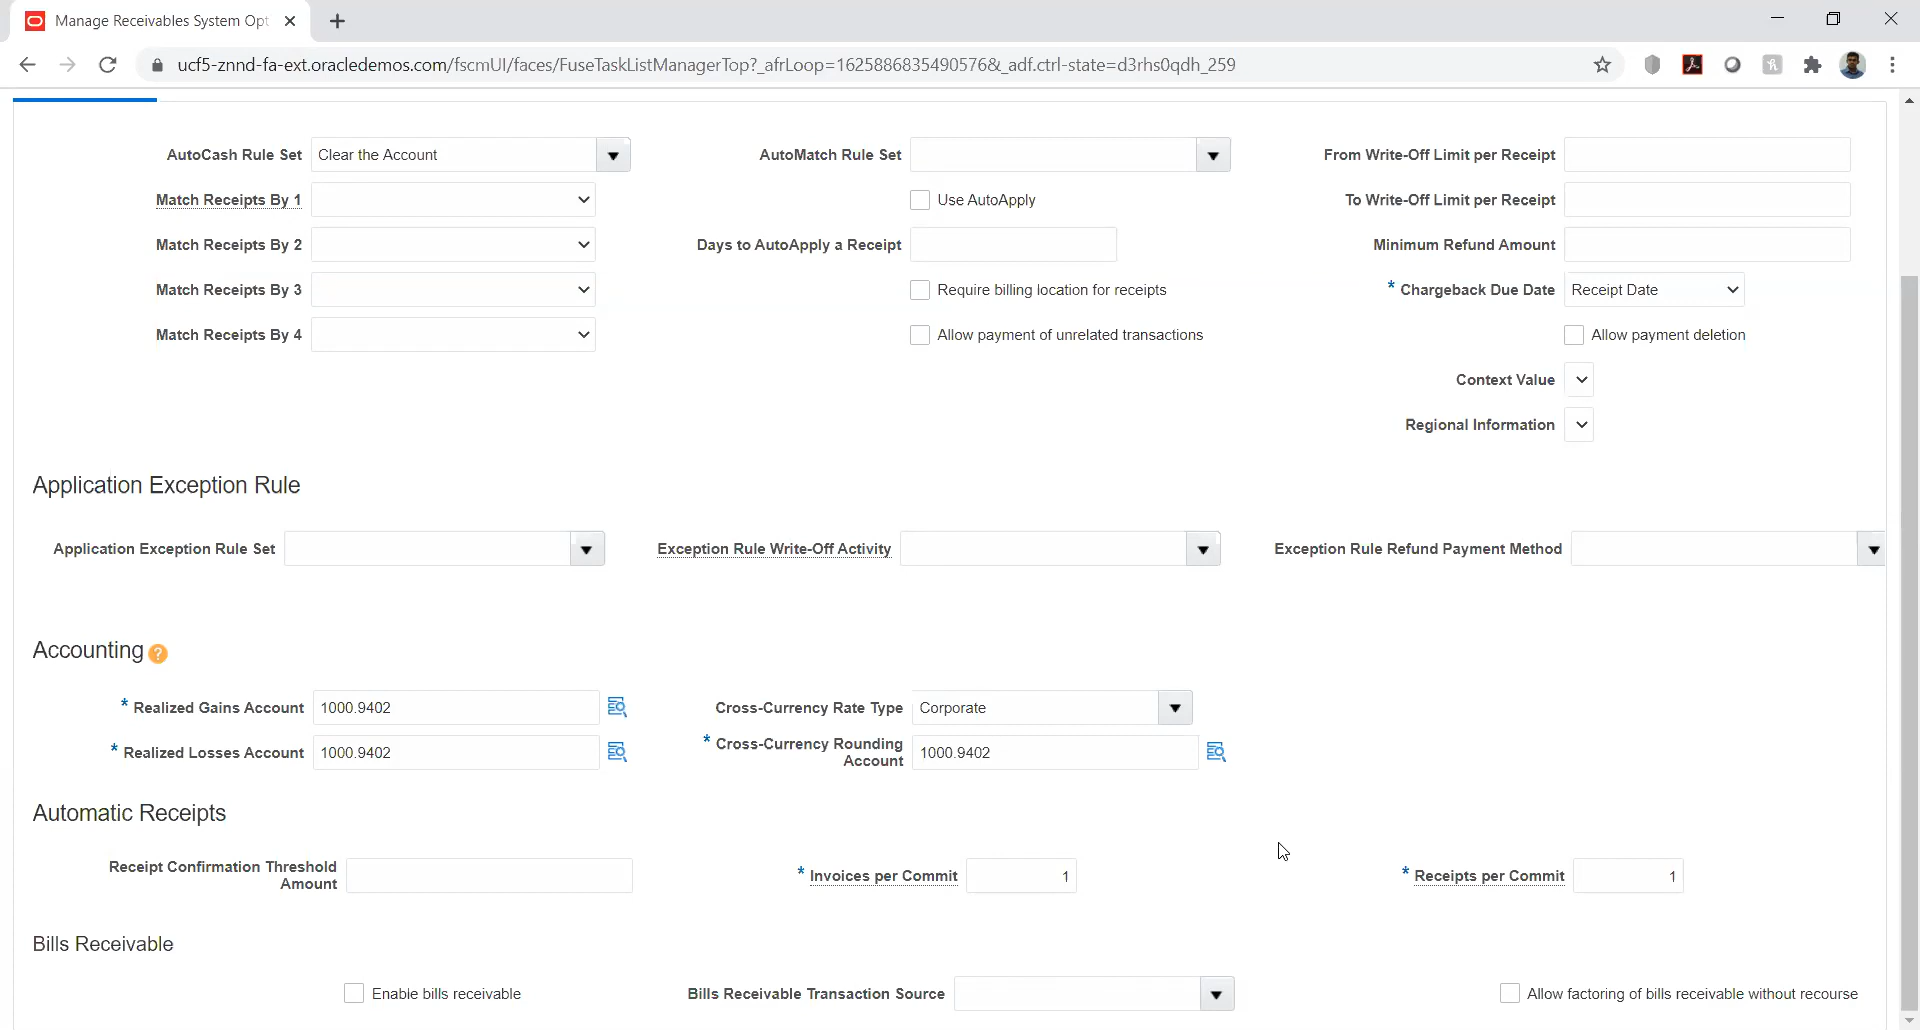 Manage Receivables System Opt
ucf5-znnd-fa-ext.oracledemos.com/fscmUI/faces/FuseTaskListManagerTop?_afrLoop=1625886835490576&_adf.ctrl-state=d3rhs0qdh_259
AutoCash Rule Set Clear the Account AutoMatch Rule Set From Write-Off Limit per Receipt
Match Receipts By 1 Use AutoApply To Write-Off Limit per Receipt
Match Receipts By 2 Days to AutoApply a Receipt Minimum Refund Amount
Match Receipts By 3 Require billing location for receipts * Chargeback Due Date Receipt Date
Match Receipts By 4 Allow payment of unrelated transactions Allow payment deletion
Context Value
Regional Information
Application Exception Rule
Application Exception Rule Set Exception Rule Write-Off Activity Exception Rule Refund Payment Method
Accounting ?
* Realized Gains Account 1000.9402 Cross-Currency Rate Type Corporate
* Realized Losses Account 1000.9402 * Cross-Currency Rounding
Account 1000.9402
Automatic Receipts
Receipt Confirmation Threshold
Amount * Invoices per Commit 1 * Receipts per Commit 1
Bills Receivable
Enable bills receivable Bills Receivable Transaction Source Allow factoring of bills receivable without recourse